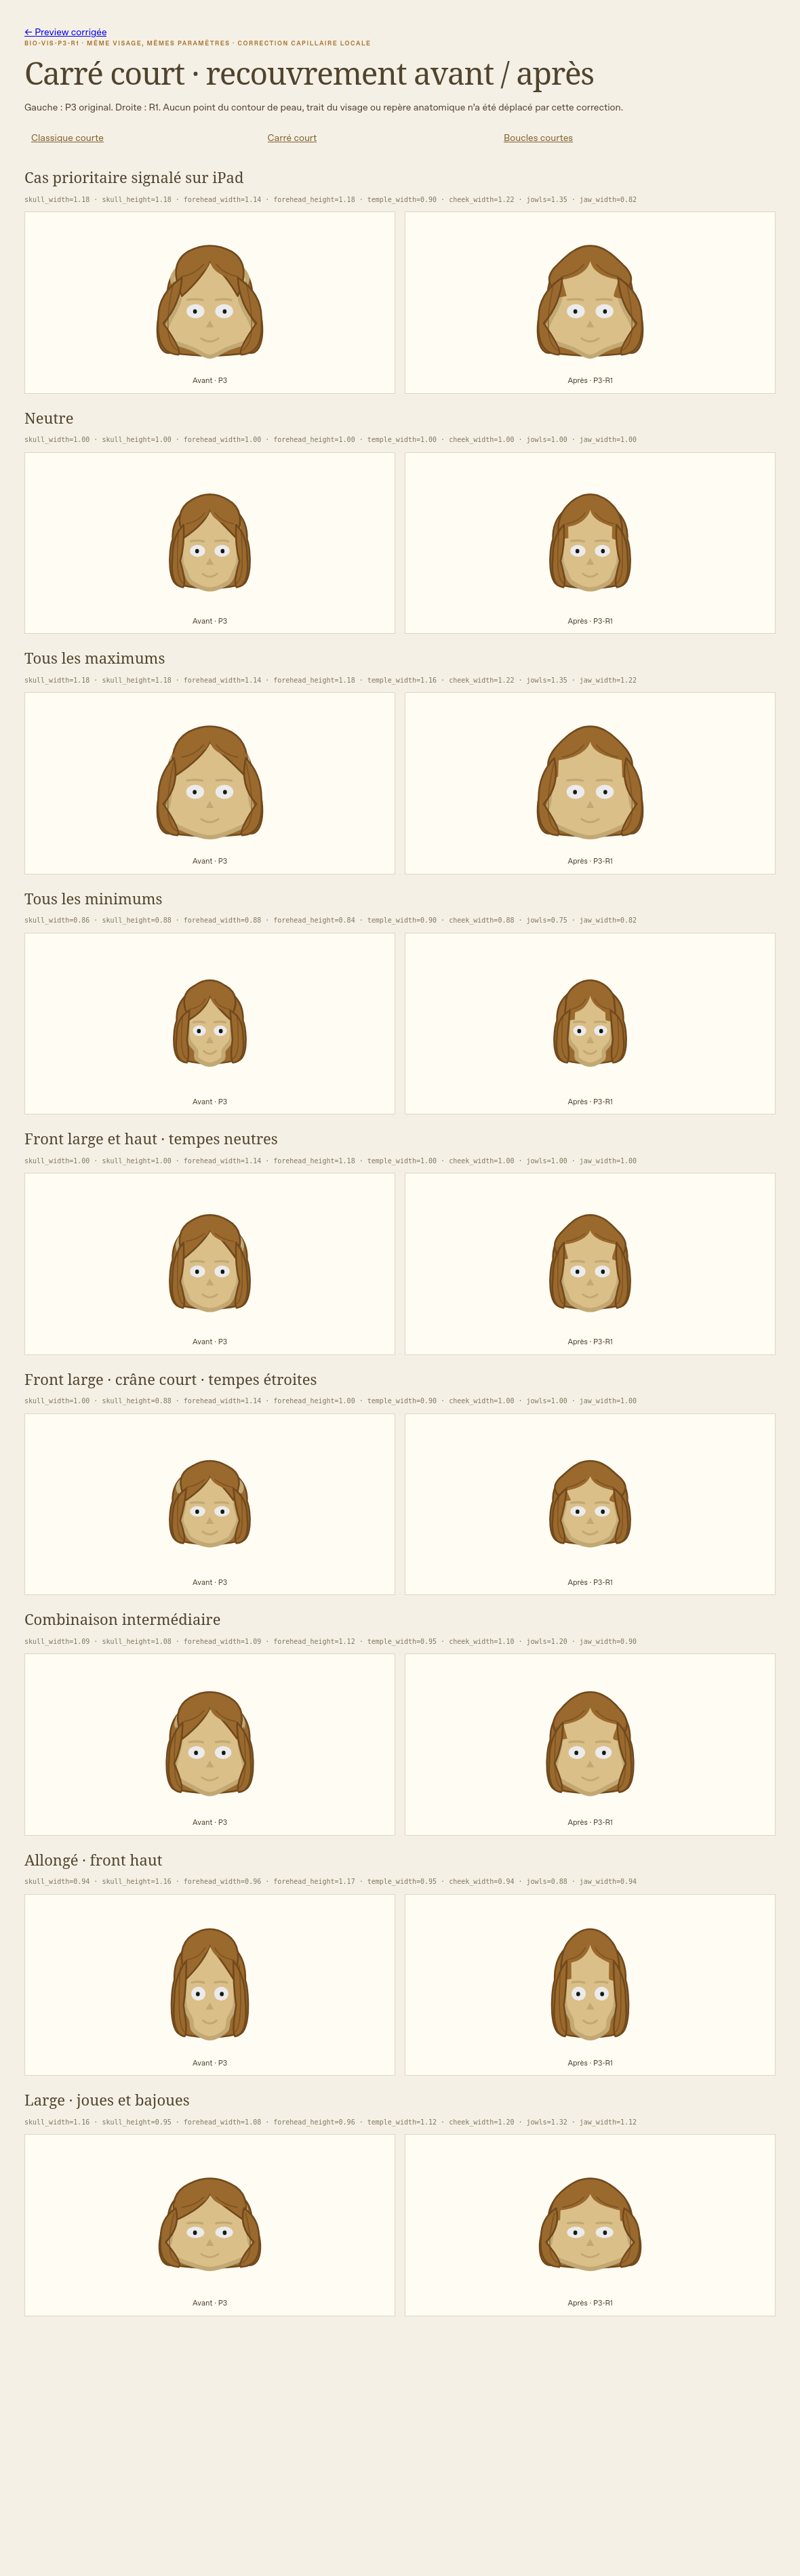 ← Preview corrigée
BIO-VIS-P3-R1 · MÊME VISAGE, MÊMES PARAMÈTRES · CORRECTION CAPILLAIRE LOCALE
Carré court · recouvrement avant / après
Gauche : P3 original. Droite : R1. Aucun point du contour de peau, trait du visage ou repère anatomique n’a été déplacé par cette correction.
Classique courte Carré court Boucles courtes
Cas prioritaire signalé sur iPad
skull_width=1.18 · skull_height=1.18 · forehead_width=1.14 · forehead_height=1.18 · temple_width=0.90 · cheek_width=1.22 · jowls=1.35 · jaw_width=0.82
Avant · P3 Après · P3-R1
Neutre
skull_width=1.00 · skull_height=1.00 · forehead_width=1.00 · forehead_height=1.00 · temple_width=1.00 · cheek_width=1.00 · jowls=1.00 · jaw_width=1.00
Avant · P3 Après · P3-R1
Tous les maximums
skull_width=1.18 · skull_height=1.18 · forehead_width=1.14 · forehead_height=1.18 · temple_width=1.16 · cheek_width=1.22 · jowls=1.35 · jaw_width=1.22
Avant · P3 Après · P3-R1
Tous les minimums
skull_width=0.86 · skull_height=0.88 · forehead_width=0.88 · forehead_height=0.84 · temple_width=0.90 · cheek_width=0.88 · jowls=0.75 · jaw_width=0.82
Avant · P3 Après · P3-R1
Front large et haut · tempes neutres
skull_width=1.00 · skull_height=1.00 · forehead_width=1.14 · forehead_height=1.18 · temple_width=1.00 · cheek_width=1.00 · jowls=1.00 · jaw_width=1.00
Avant · P3 Après · P3-R1
Front large · crâne court · tempes étroites
skull_width=1.00 · skull_height=0.88 · forehead_width=1.14 · forehead_height=1.00 · temple_width=0.90 · cheek_width=1.00 · jowls=1.00 · jaw_width=1.00
Avant · P3 Après · P3-R1
Combinaison intermédiaire
skull_width=1.09 · skull_height=1.08 · forehead_width=1.09 · forehead_height=1.12 · temple_width=0.95 · cheek_width=1.10 · jowls=1.20 · jaw_width=0.90
Avant · P3 Après · P3-R1
Allongé · front haut
skull_width=0.94 · skull_height=1.16 · forehead_width=0.96 · forehead_height=1.17 · temple_width=0.95 · cheek_width=0.94 · jowls=0.88 · jaw_width=0.94
Avant · P3 Après · P3-R1
Large · joues et bajoues
skull_width=1.16 · skull_height=0.95 · forehead_width=1.08 · forehead_height=0.96 · temple_width=1.12 · cheek_width=1.20 · jowls=1.32 · jaw_width=1.12
Avant · P3 Après · P3-R1